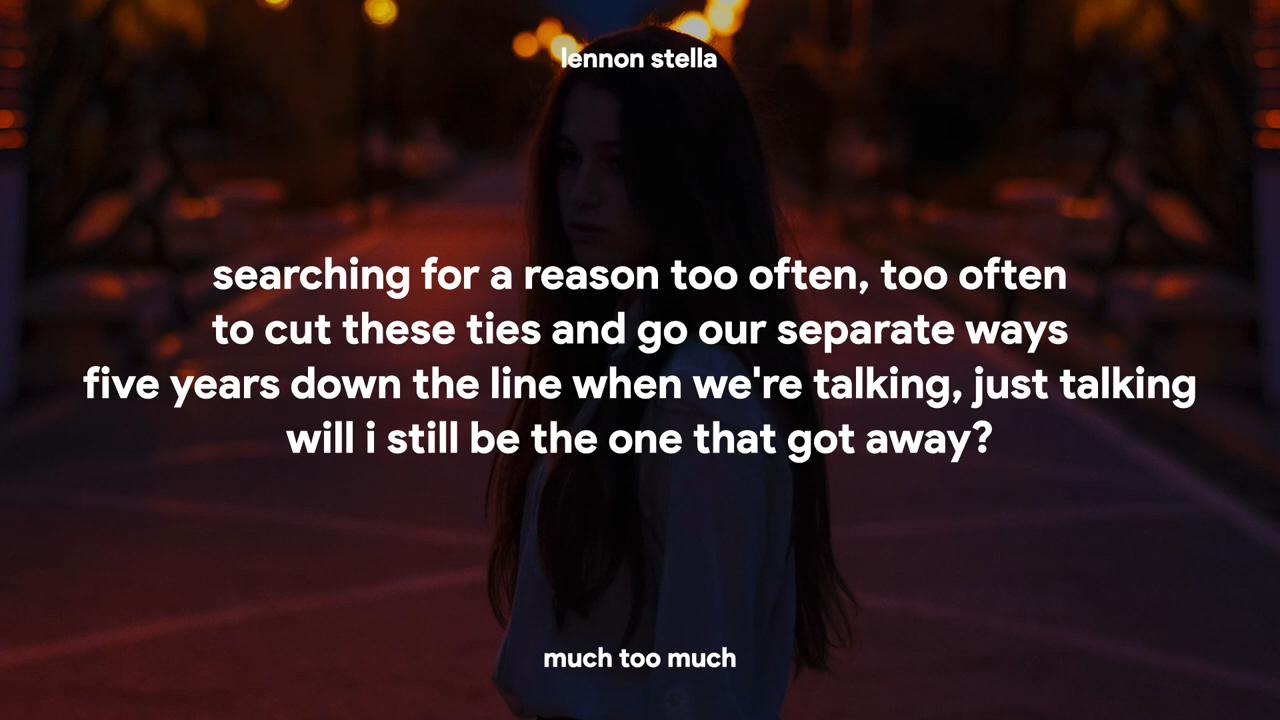 lennon stella
searching for a reason too often, too often
to cut these ties and go our separate ways
five years down the line when we're talking, just talking
will i still be the one that got away?
much too much